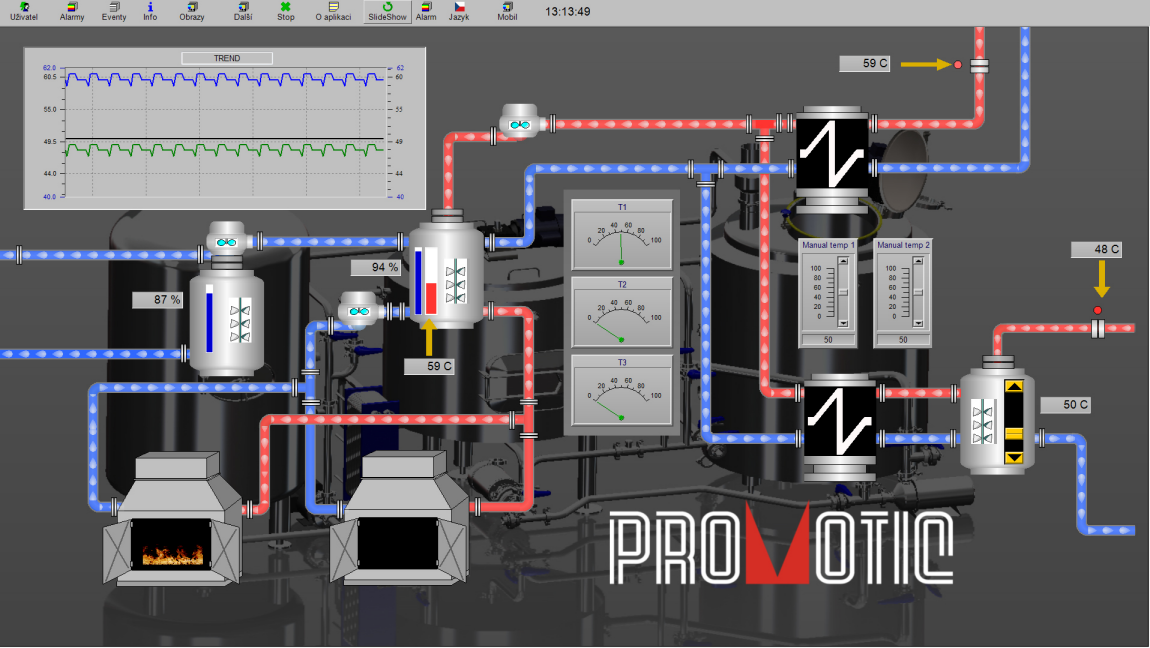 Uživatel Alarmy Eventy Info Obrazy Další Stop O aplikaci SlideShow Alarm Jazyk Mobil 13:13:49
TREND
62.0 62
60.5 60
55.0 55
49.5 49
44.0 44
40.0 40
59 C
T1
0 20 40 60 80 100
T2
0 20 40 60 80 100
T3
0 20 40 60 80 100
94 %
87 %
59 C
Manual temp 1
100
80
60
40
20
0
50
Manual temp 2
100
80
60
40
20
0
50
48 C
50 C
PROMOTIC